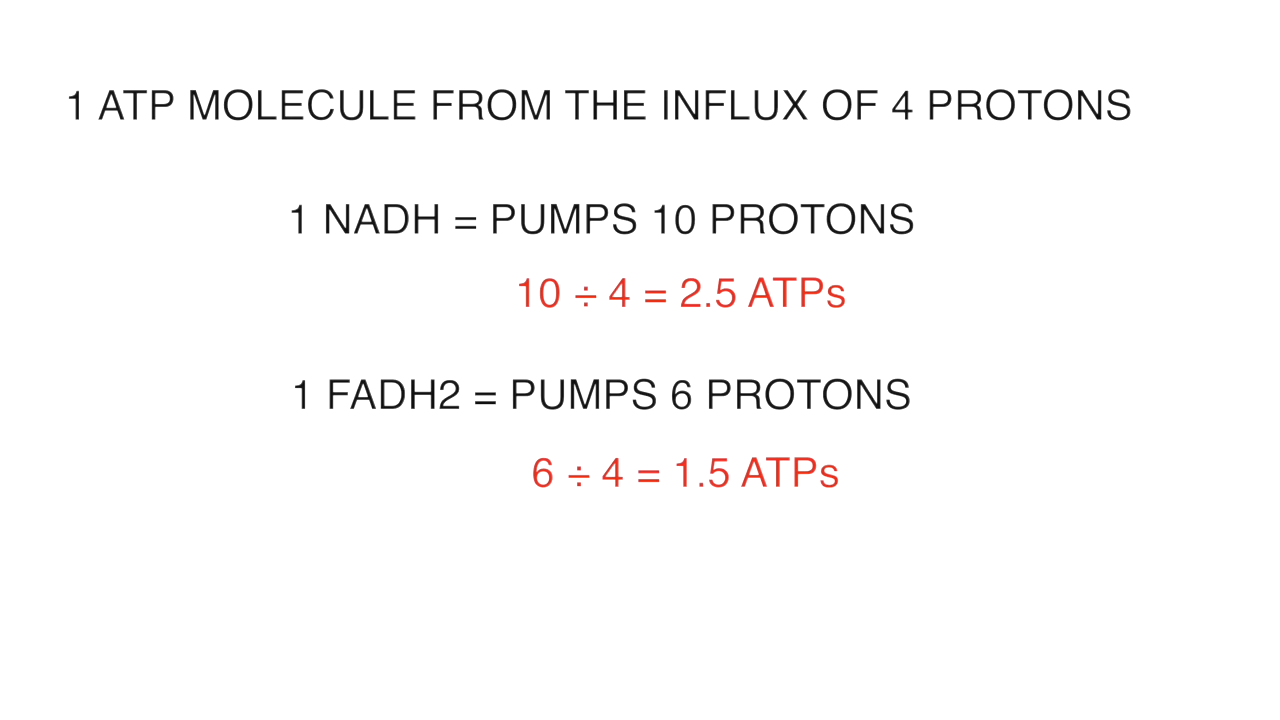 1 ATP MOLECULE FROM THE INFLUX OF 4 PROTONS
1 NADH = PUMPS 10 PROTONS
10 ÷ 4 = 2.5 ATPs
1 FADH2 = PUMPS 6 PROTONS
6 ÷ 4 = 1.5 ATPs